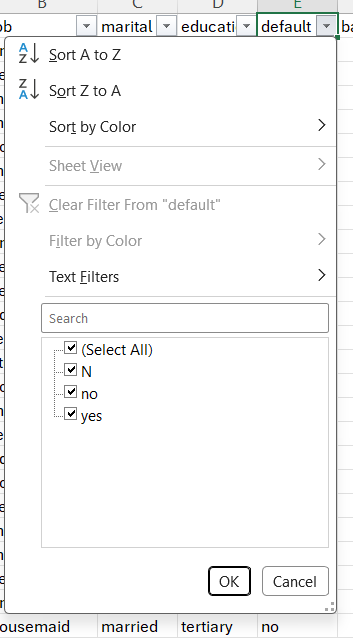 B C D E
ob marital educati default ba
Sort A to Z
Sort Z to A
Sort by Color
Sheet View
Clear Filter From "default"
Filter by Color
Text Filters
Search
(Select All)
N
no
yes
OK Cancel
ousemaid married tertiary no